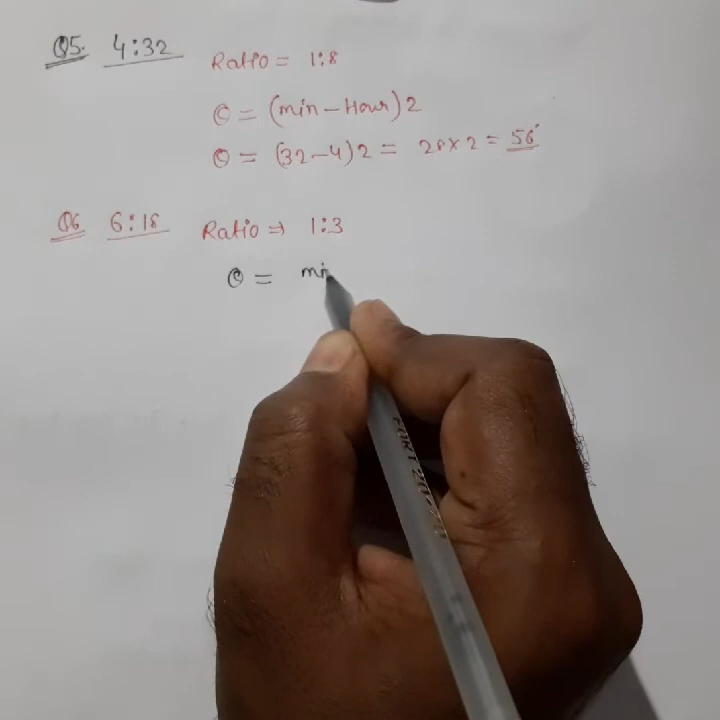 Q5. 4:32
Ratio = 1:8
θ = (min - Hour) 2
θ = (32-4) 2 = 28 x 2 = 56°
Q6 6:18 Ratio ⇒ 1:3
θ = mi